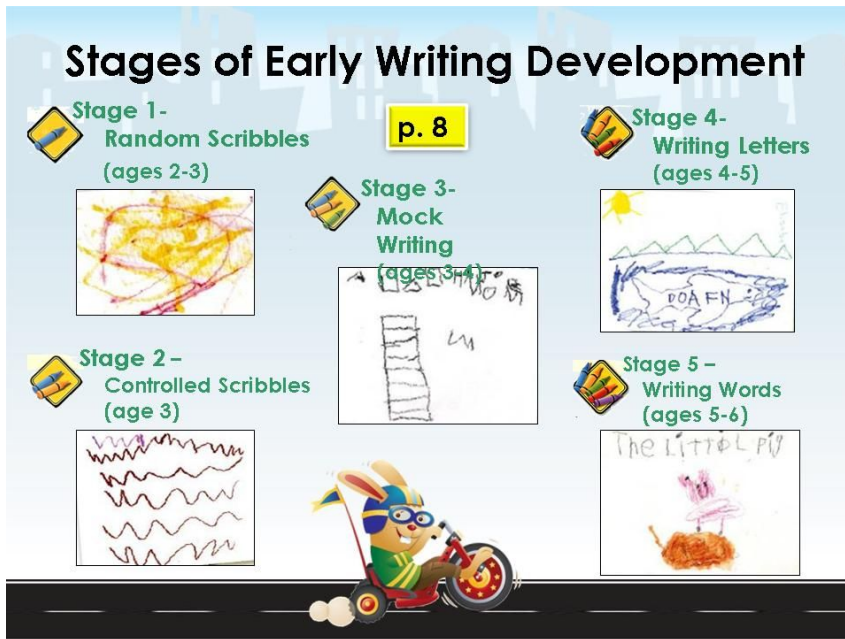 Stages of Early Writing Development
Stage 1-
Random Scribbles
(ages 2-3)
p. 8
Stage 4-
Writing Letters
(ages 4-5)
Stage 3-
Mock
Writing
(ages 3-4)
DOAFN
Stage 2 –
Controlled Scribbles
(age 3)
Stage 5 –
Writing Words
(ages 5-6)
The LITTOL pig